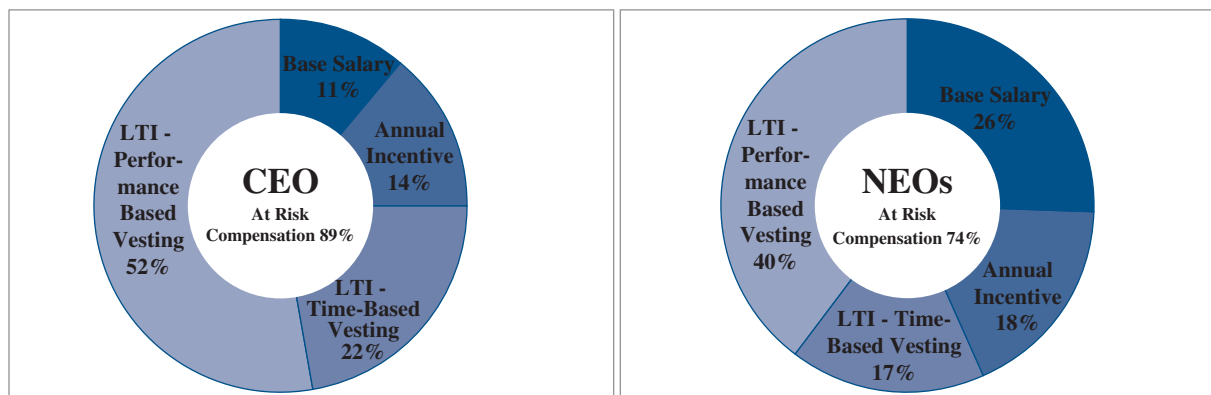 Base Salary
11%
Annual
Incentive
14%
LTI -
Time-Based
Vesting
22%
LTI -
Perfor-
mance
Based
Vesting
52%
CEO
At Risk
Compensation 89%
Base Salary
26%
Annual
Incentive
18%
LTI - Time-
Based Vesting
17%
LTI -
Perfor-
mance
Based
Vesting
40%
NEOs
At Risk
Compensation 74%